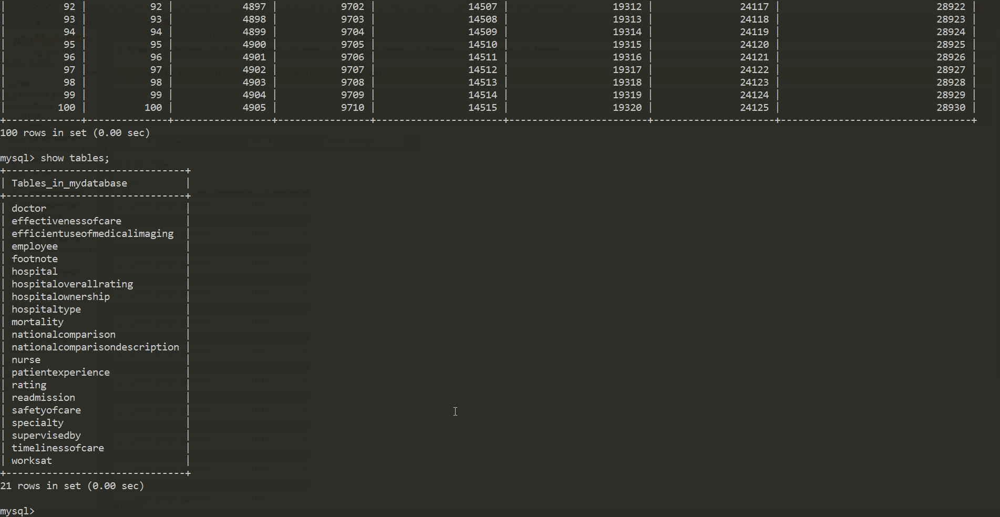 |          92 |           92 |            4897 |           9702 |                14507 |                   19312 |               24117 |                            28922 |
|          93 |           93 |            4898 |           9703 |                14508 |                   19313 |               24118 |                            28923 |
|          94 |           94 |            4899 |           9704 |                14509 |                   19314 |               24119 |                            28924 |
|          95 |           95 |            4900 |           9705 |                14510 |                   19315 |               24120 |                            28925 |
|          96 |           96 |            4901 |           9706 |                14511 |                   19316 |               24121 |                            28926 |
|          97 |           97 |            4902 |           9707 |                14512 |                   19317 |               24122 |                            28927 |
|          98 |           98 |            4903 |           9708 |                14513 |                   19318 |               24123 |                            28928 |
|          99 |           99 |            4904 |           9709 |                14514 |                   19319 |               24124 |                            28929 |
|         100 |          100 |            4905 |           9710 |                14515 |                   19320 |               24125 |                            28930 |
+-------------+--------------+-----------------+----------------+----------------------+------------------------+---------------------+--------------------------------+
100 rows in set (0.00 sec)
mysql> show tables;
+-------------------------------+
| Tables_in_mydatabase          |
+-------------------------------+
| doctor                        |
| effectivenessofcare           |
| efficientuseofmedicalimaging  |
| employee                      |
| footnote                      |
| hospital                      |
| hospitaloverallrating         |
| hospitalownership             |
| hospitaltype                  |
| mortality                     |
| nationalcomparison            |
| nationalcomparisondescription |
| nurse                         |
| patientexperience             |
| rating                        |
| readmission                   |
| safetyofcare                  |
| specialty                     |
| supervisedby                  |
| timelinessofcare              |
| worksat                       |
+-------------------------------+
21 rows in set (0.00 sec)
mysql>